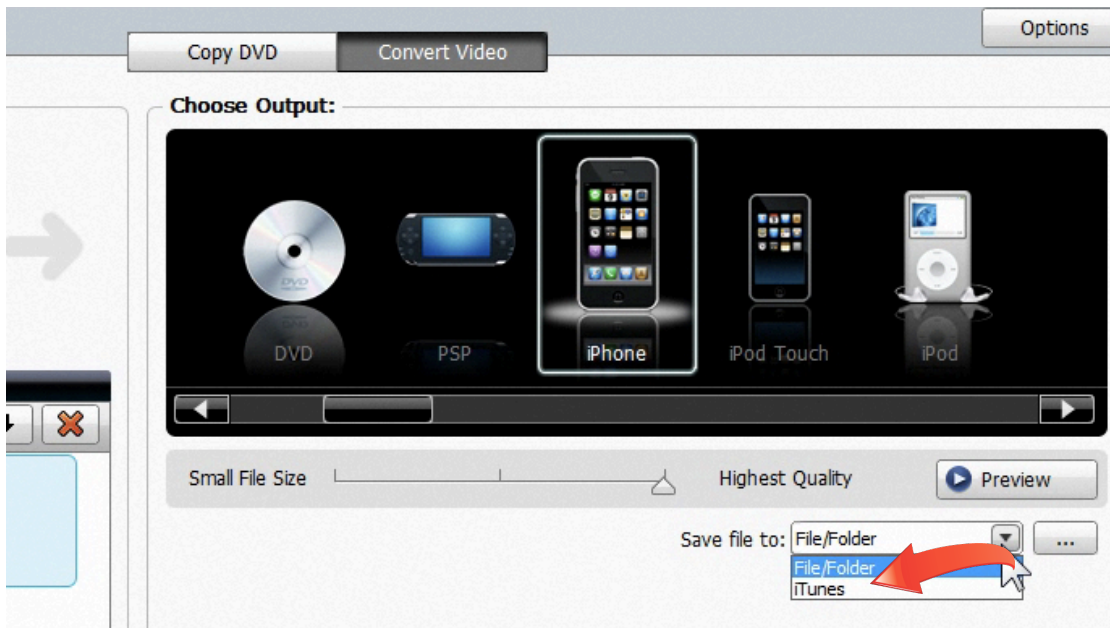 Options
Copy DVD
Convert Video
Choose Output:
DVD
DVD
PSP
iPhone
iPod Touch
iPod
Small File Size
Highest Quality
Preview
Save file to:
File/Folder
...
File/Folder
iTunes